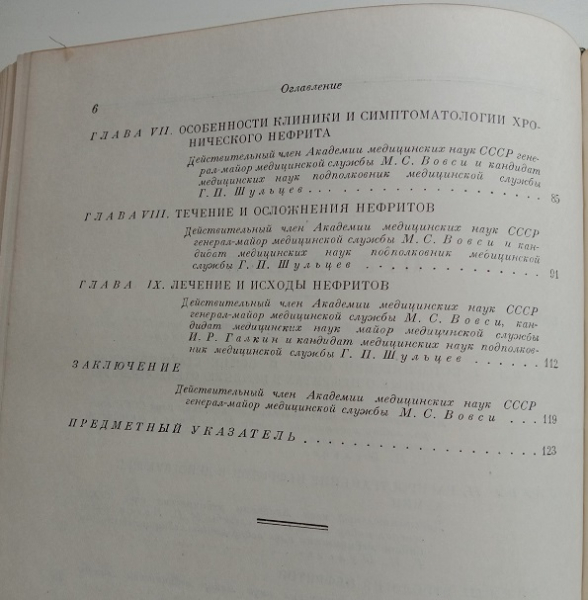 6
Оглавление
ГЛАВА VII. ОСОБЕННОСТИ КЛИНИКИ И СИМПТОМАТОЛОГИИ ХРО-
НИЧЕСКОГО НЕФРИТА
Действительный член Академии медицинских наук СССР гене-
рал-майор медицинской службы М. С. Вовси и кандидат
медицинских наук подполковник медицинской службы
Г. П. Шульцев . . . . . . . . . . . . . . . . . . 85
ГЛАВА VIII. ТЕЧЕНИЕ И ОСЛОЖНЕНИЯ НЕФРИТОВ
Действительный член Академии медицинских наук СССР
генерал-майор медицинской службы М. С. Вовси и кан-
дидат медицинских наук подполковник медицинской
службы Г. П. Шульцев . . . . . . . . . . . . . . 91
ГЛАВА IX. ЛЕЧЕНИЕ И ИСХОДЫ НЕФРИТОВ
Действительный член Академии медицинских наук СССР
генерал-майор медицинской службы М. С. Вовси, кан-
дидат медицинских наук майор медицинской службы
И. Р. Галкин и кандидат медицинских наук подполков-
ник медицинской службы Г. П. Шульцев . . . . . . 112
ЗАКЛЮЧЕНИЕ
Действительный член Академии медицинских наук СССР
генерал-майор медицинской службы М. С. Вовси . . . 119
ПРЕДМЕТНЫЙ УКАЗАТЕЛЬ . . . . . . . . . . . . . . . . . . 123